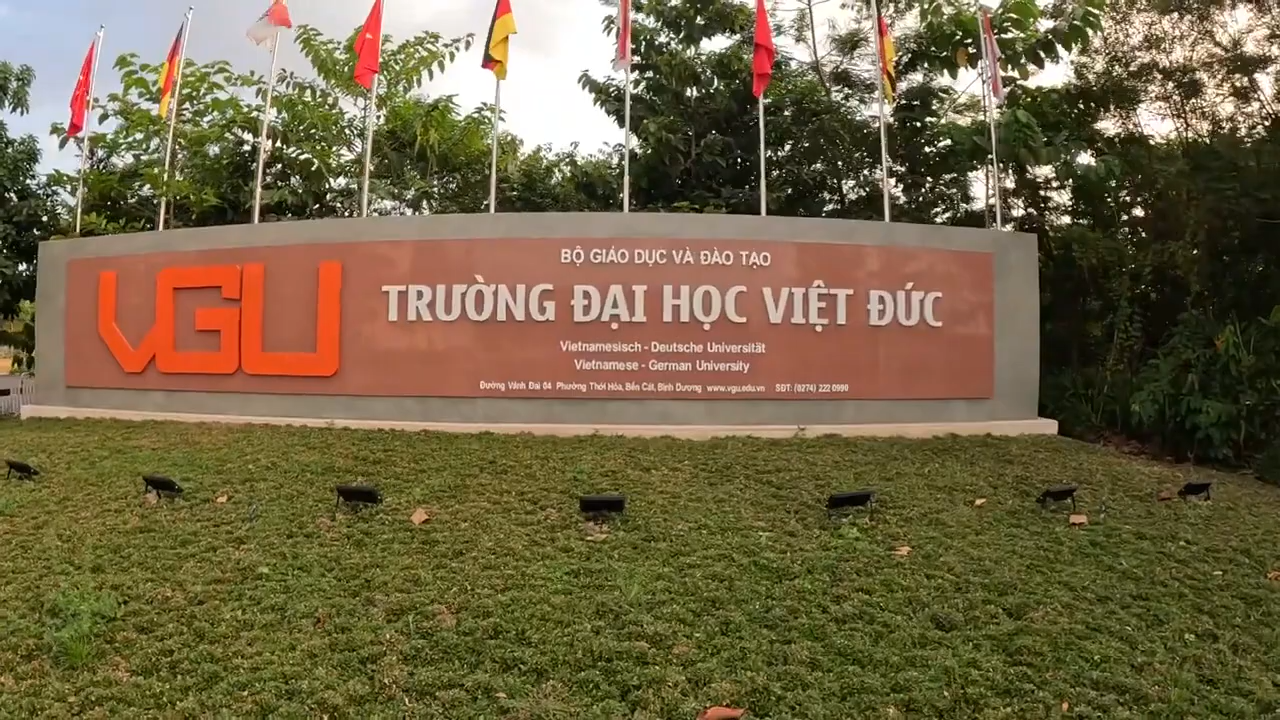 VGU
BỘ GIÁO DỤC VÀ ĐÀO TẠO
TRƯỜNG ĐẠI HỌC VIỆT ĐỨC
Vietnamesisch - Deutsche Universität
Vietnamese - German University
Đường Vành Đai 04 Phường Thới Hòa, Bến Cát, Bình Dương www.vgu.edu.vn SĐT: (0274) 222 0990